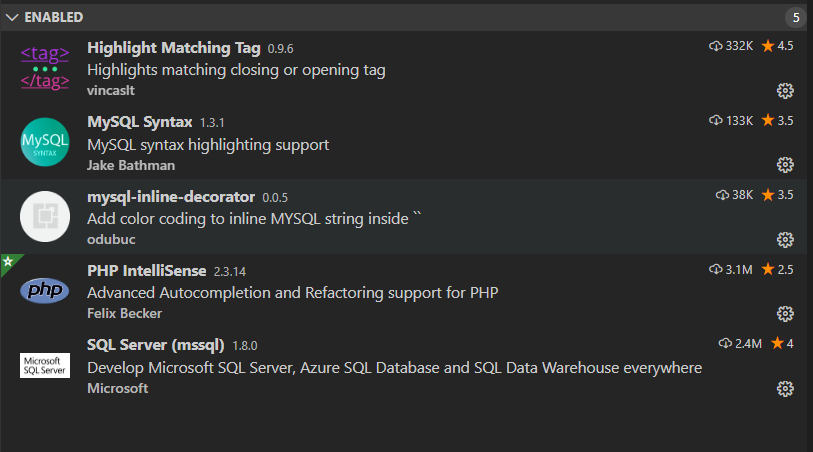 ENABLED 5
<tag>
</tag>
Highlight Matching Tag 0.9.6 332K 4.5
Highlights matching closing or opening tag
vincaslt
MySQL
SYNTAX
MySQL Syntax 1.3.1 133K 3.5
MySQL syntax highlighting support
Jake Bathman
mysql-inline-decorator 0.0.5 38K 3.5
Add color coding to inline MYSQL string inside ``
odubuc
php
PHP IntelliSense 2.3.14 3.1M 2.5
Advanced Autocompletion and Refactoring support for PHP
Felix Becker
Microsoft
SQL Server
SQL Server (mssql) 1.8.0 2.4M 4
Develop Microsoft SQL Server, Azure SQL Database and SQL Data Warehouse everywhere
Microsoft